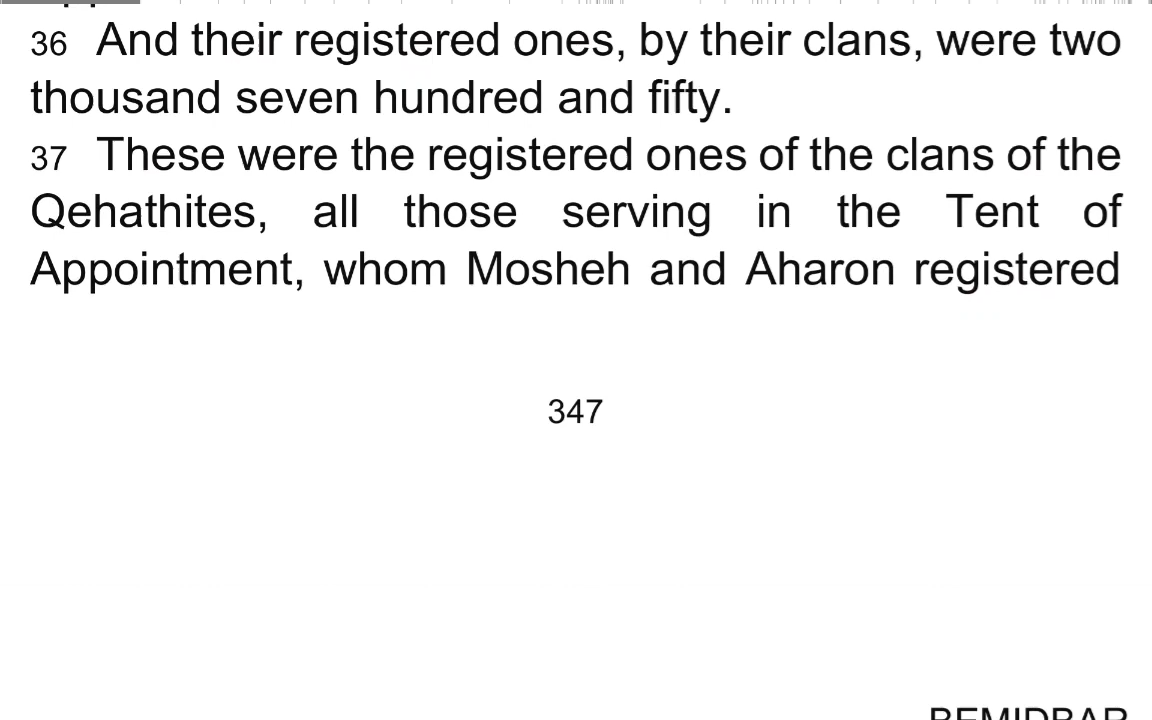 36 And their registered ones, by their clans, were two
thousand seven hundred and fifty.
37 These were the registered ones of the clans of the
Qehathites, all those serving in the Tent of
Appointment, whom Mosheh and Aharon registered
347
BEMIDBAR